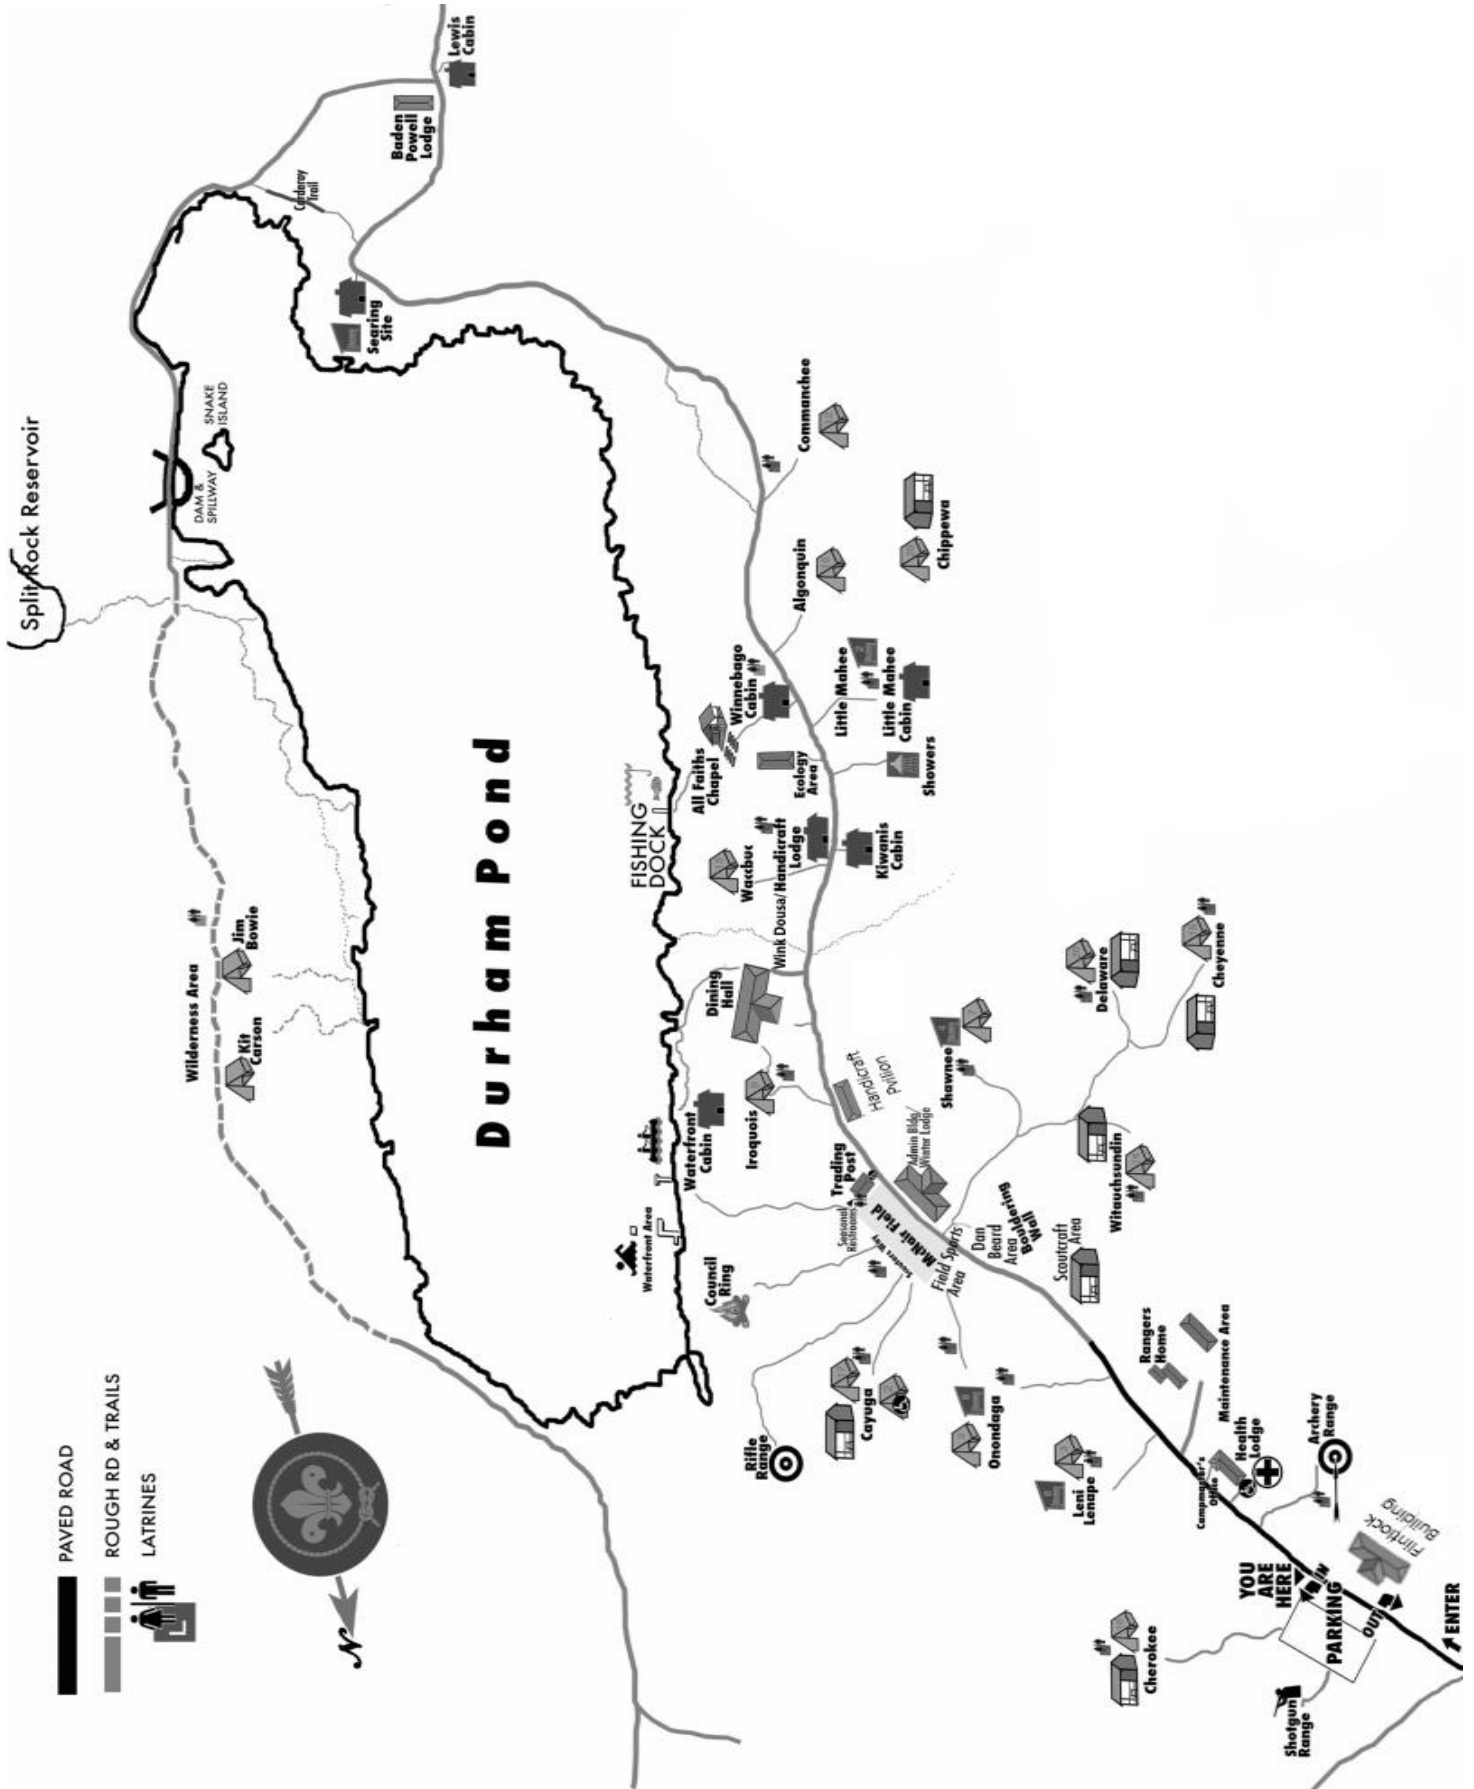 PAVED ROAD
ROUGH RD & TRAILS
LATRINES
N
Split Rock Reservoir
DAM &
SPILLWAY
SNAKE
ISLAND
Corderoy
Trail
Baden
Powell
Lodge
Lewis
Cabin
Searing
Site
Wilderness Area
Kit
Carson
Jim
Bowie
Durham Pond
FISHING
DOCK
Waterfront Area
Waterfront
Cabin
Council
Ring
Rifle
Range
Iroquois
Dining
Hall
Waccbuc
All Faiths
Chapel
Winnebago
Cabin
Ecology
Area
Wink Dousa/Handicraft
Lodge
Kiwanis
Cabin
Showers
Little Mahee
Little Mahee
Cabin
Algonquin
Commanchee
Chippewa
Handicraft
Pvilion
Trading
Post
Seasonal
Restrooms
McNair Field
Scouters Way
Field Sports
Area
Admin Bldg
Winter Lodge
Dan
Beard
Area
Bouldering
Wall
Scoutcraft
Area
Shawnee
Delaware
Cheyenne
Witauchsundin
Cayuga
Onondaga
Leni
Lenape
Rangers
Home
Maintenance Area
Campmaster's
Office
Health
Lodge
Archery
Range
Flintlock
Building
YOU
ARE
HERE
IN
PARKING
OUT
ENTER
Cherokee
Shotgun
Range